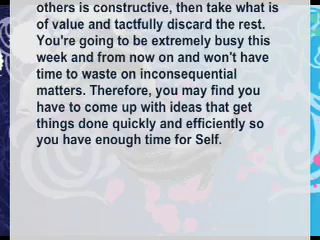 others is constructive, then take what is
of value and tactfully discard the rest.
You're going to be extremely busy this
week and from now on and won't have
time to waste on inconsequential
matters. Therefore, you may find you
have to come up with ideas that get
things done quickly and efficiently so
you have enough time for Self.